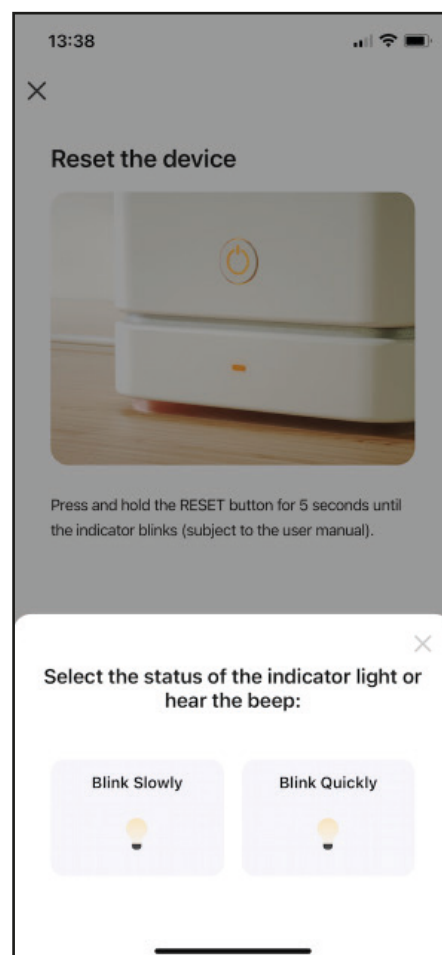 13:38
Reset the device
Press and hold the RESET button for 5 seconds until
the indicator blinks (subject to the user manual).
Select the status of the indicator light or
hear the beep:
Blink Slowly
Blink Quickly